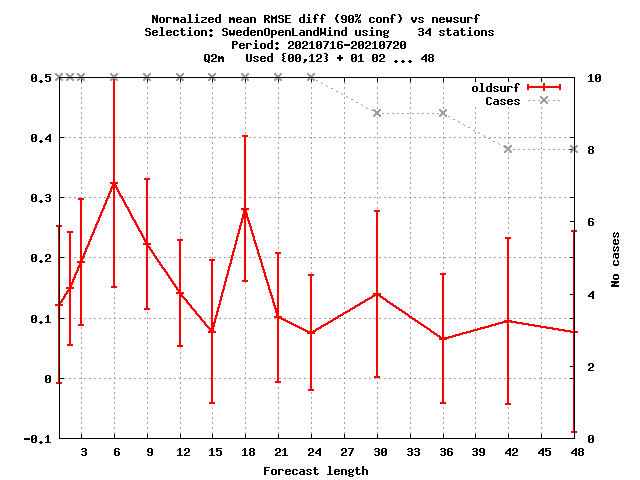 Normalized mean RMSE diff (90% conf) vs newsurf
Selection: SwedenOpenLandWind using 34 stations
Period: 20210716-20210720
Q2m Used {00,12} + 01 02 ... 48
oldsurf
Cases
0.5
0.4
0.3
0.2
0.1
0
-0.1
10
8
6
4
2
0
No cases
3 6 9 12 15 18 21 24 27 30 33 36 39 42 45 48
Forecast length